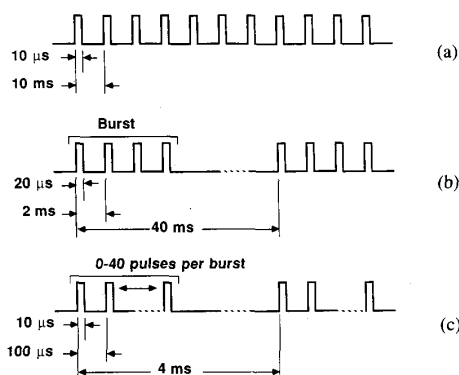 (a)
10 μs
10 ms
Burst
(b)
20 μs
2 ms
40 ms
0-40 pulses per burst
(c)
10 μs
100 μs
4 ms